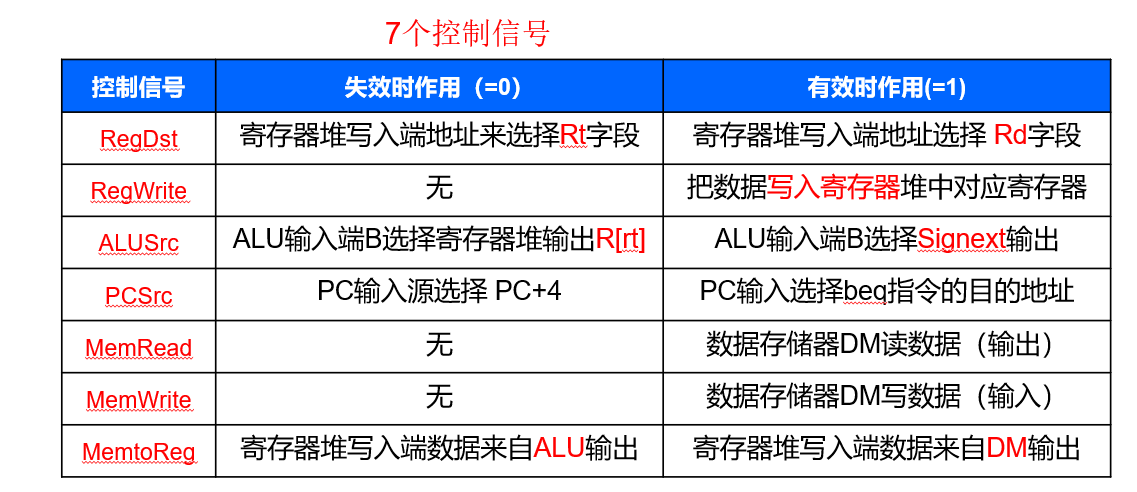 7个控制信号
控制信号 失效时作用（=0） 有效时作用(=1)
RegDst 寄存器堆写入端地址来选择Rt字段 寄存器堆写入端地址选择 Rd字段
RegWrite 无 把数据写入寄存器堆中对应寄存器
ALUSrc ALU输入端B选择寄存器堆输出R[rt] ALU输入端B选择Signext输出
PCSrc PC输入源选择 PC+4 PC输入选择beq指令的目的地址
MemRead 无 数据存储器DM读数据（输出）
MemWrite 无 数据存储器DM写数据（输入）
MemtoReg 寄存器堆写入端数据来自ALU输出 寄存器堆写入端数据来自DM输出